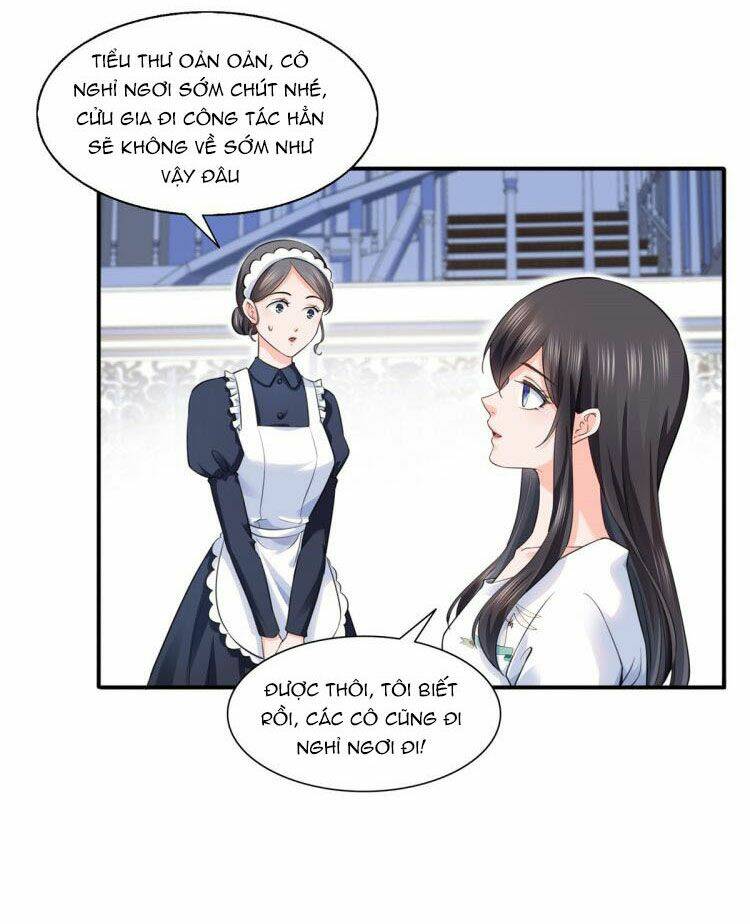 TIỂU THƯ OẢN OẢN, CÔ
NGHỈ NGƠI SỚM CHÚT NHÉ,
CỬU GIA ĐI CÔNG TÁC HẲN
SẼ KHÔNG VỀ SỚM NHƯ
VẬY ĐÂU
ĐƯỢC THÔI, TÔI BIẾT
RỒI, CÁC CÔ CŨNG ĐI
NGHỈ NGƠI ĐI!